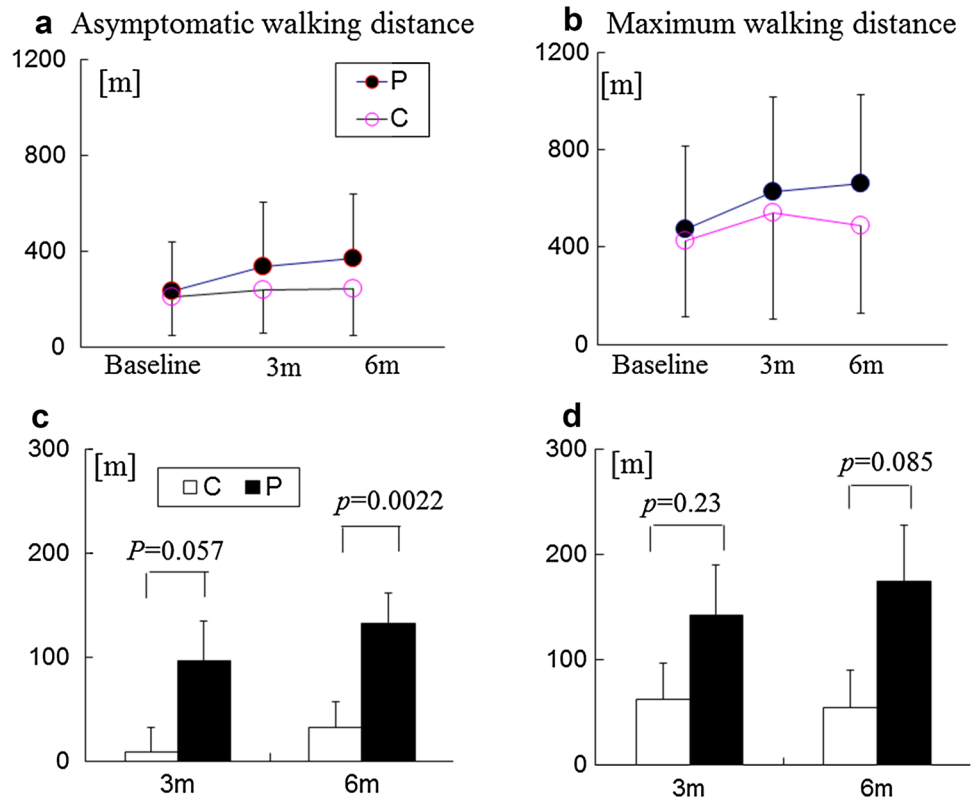 a Asymptomatic walking distance
1200
[m]
P
C
800
400
0
Baseline 3m 6m
b Maximum walking distance
1200
[m]
800
400
0
Baseline 3m 6m
c
300
[m]
C P
P=0.057
p=0.0022
200
100
0
3m 6m
d
300
[m]
p=0.23
p=0.085
200
100
0
3m 6m